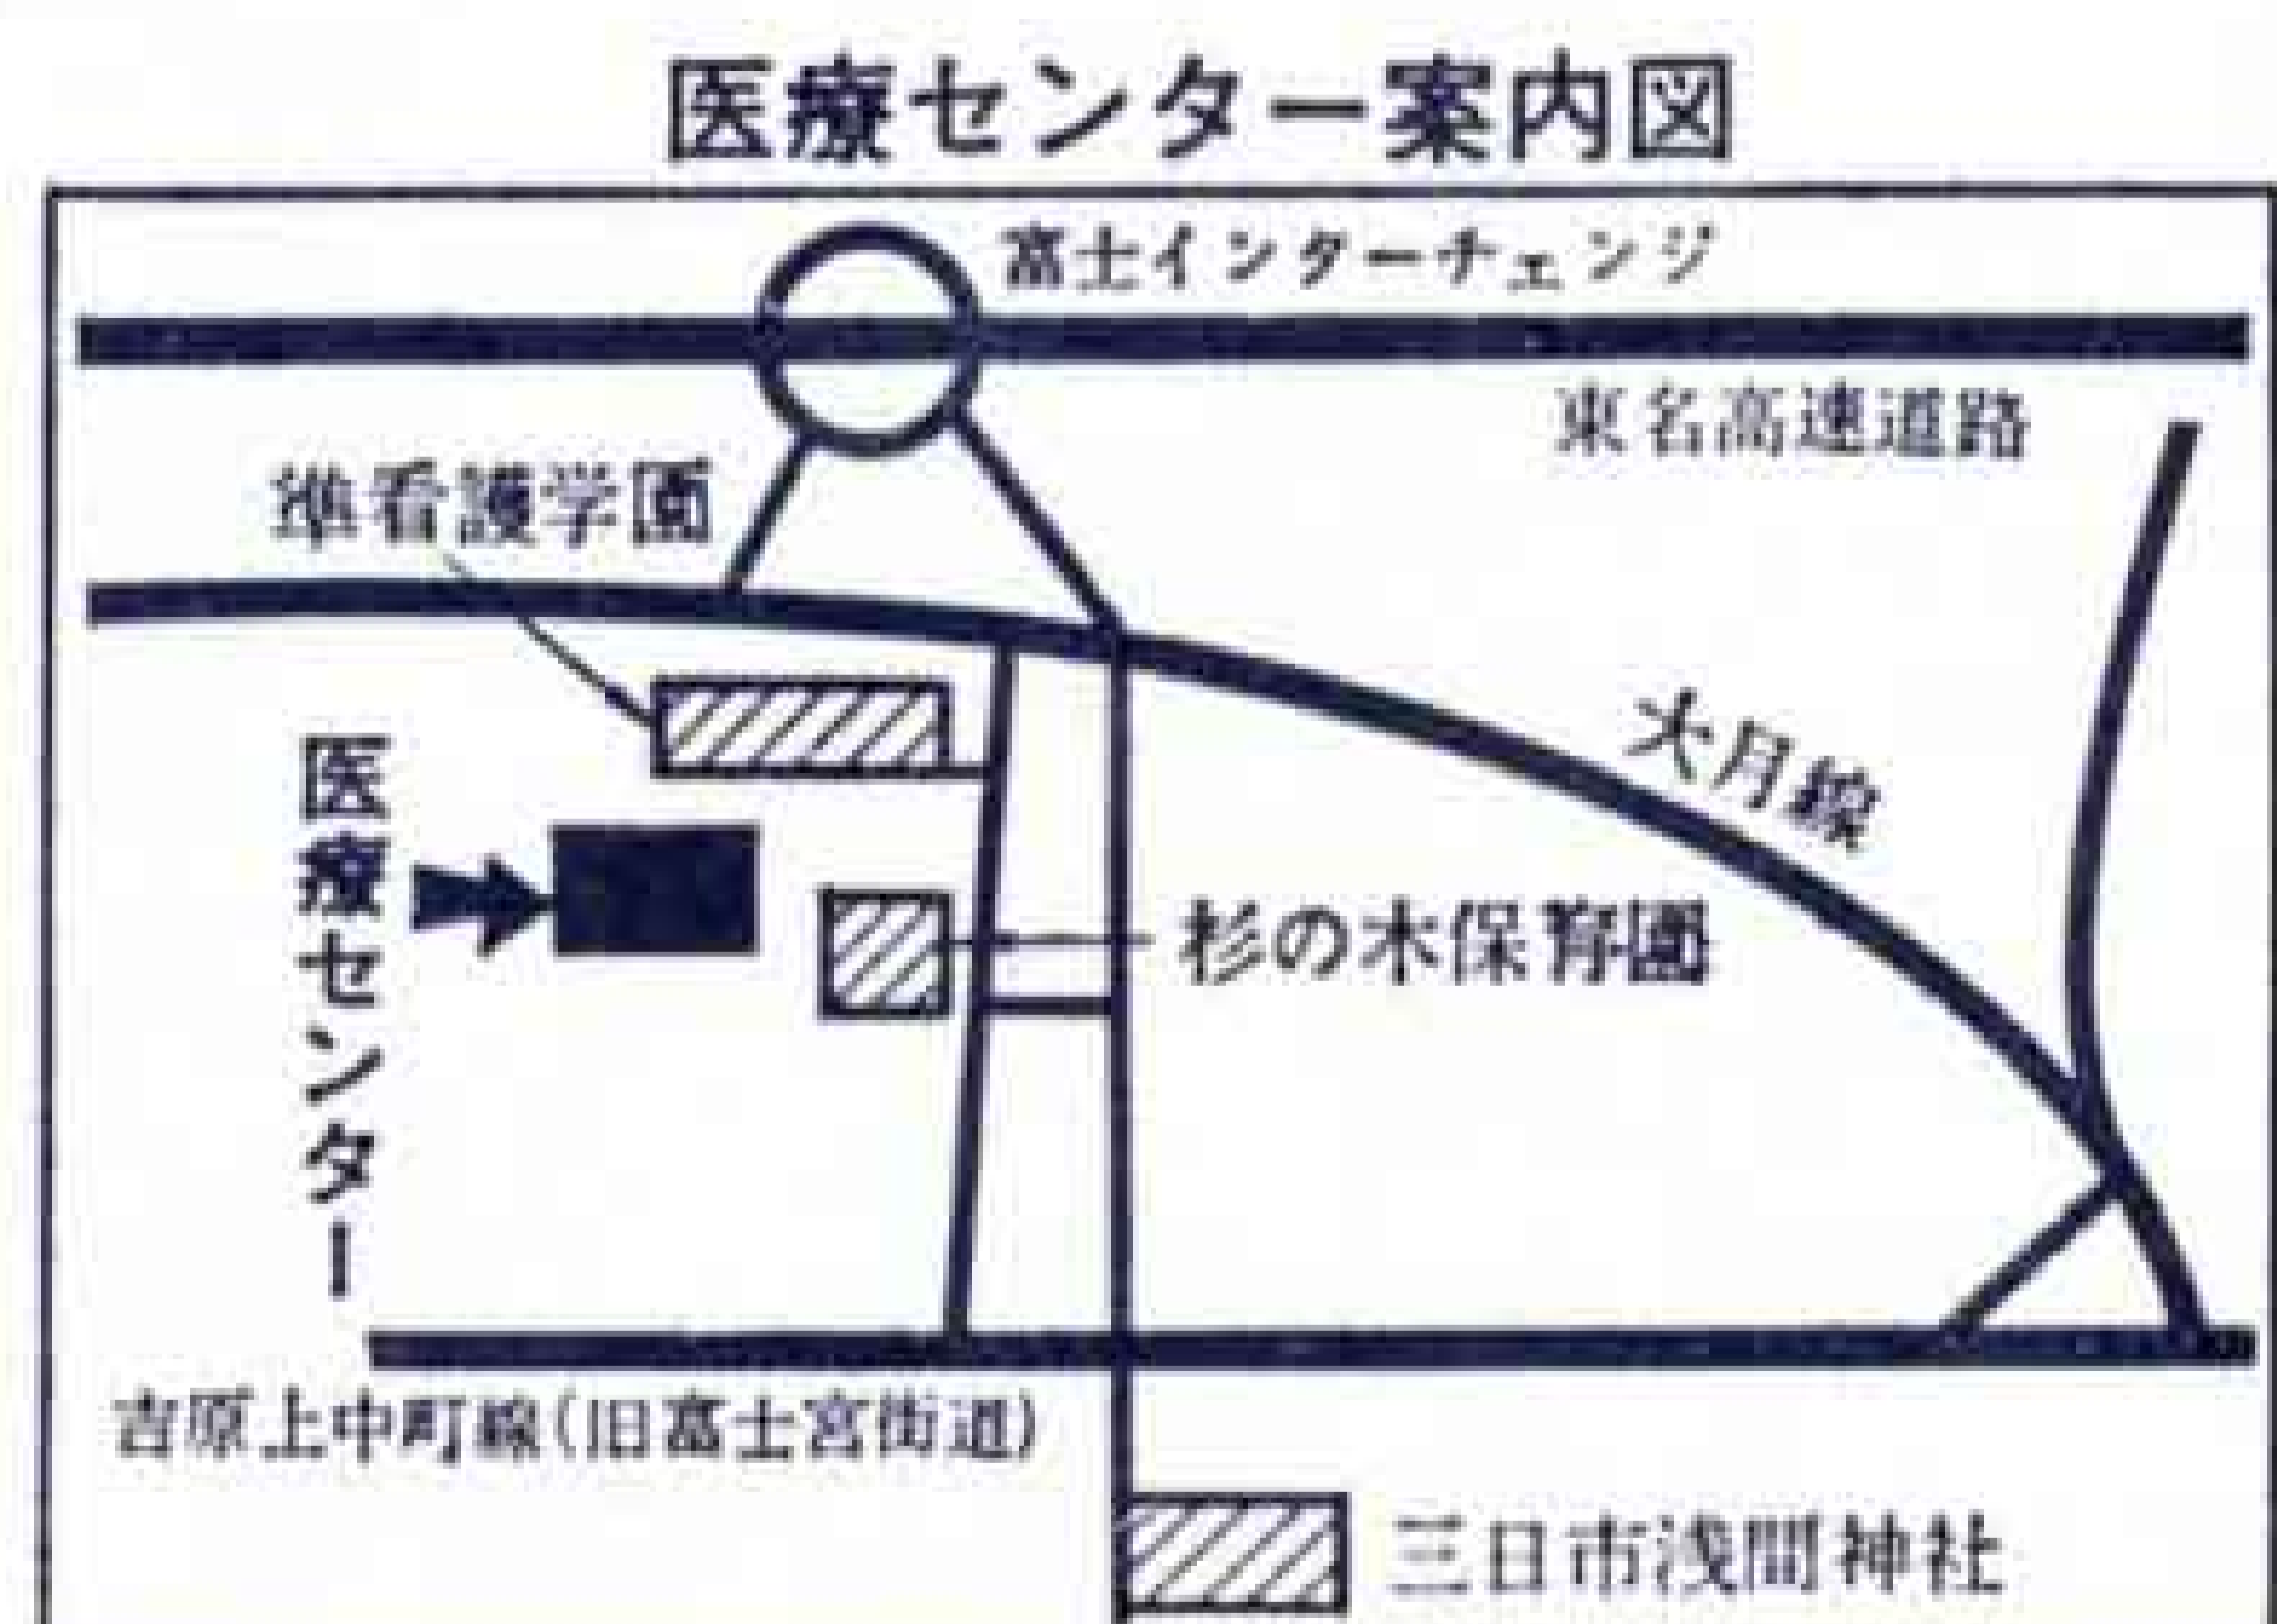 医療センター案内図
富士インターチェンジ
東名高速道路
準看護学園
大月線
医療センター
杉の木保育園
吉原上中町線(旧富士宮街道)
三日市浅間神社